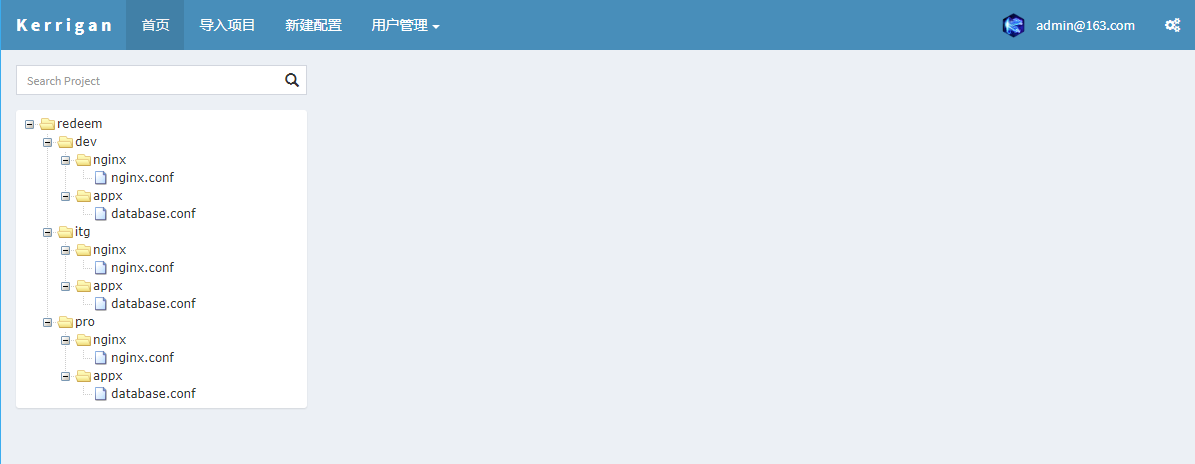 Kerrigan 首页 导入项目 新建配置 用户管理 admin@163.com
Search Project
redeem
dev
nginx
nginx.conf
appx
database.conf
itg
nginx
nginx.conf
appx
database.conf
pro
nginx
nginx.conf
appx
database.conf